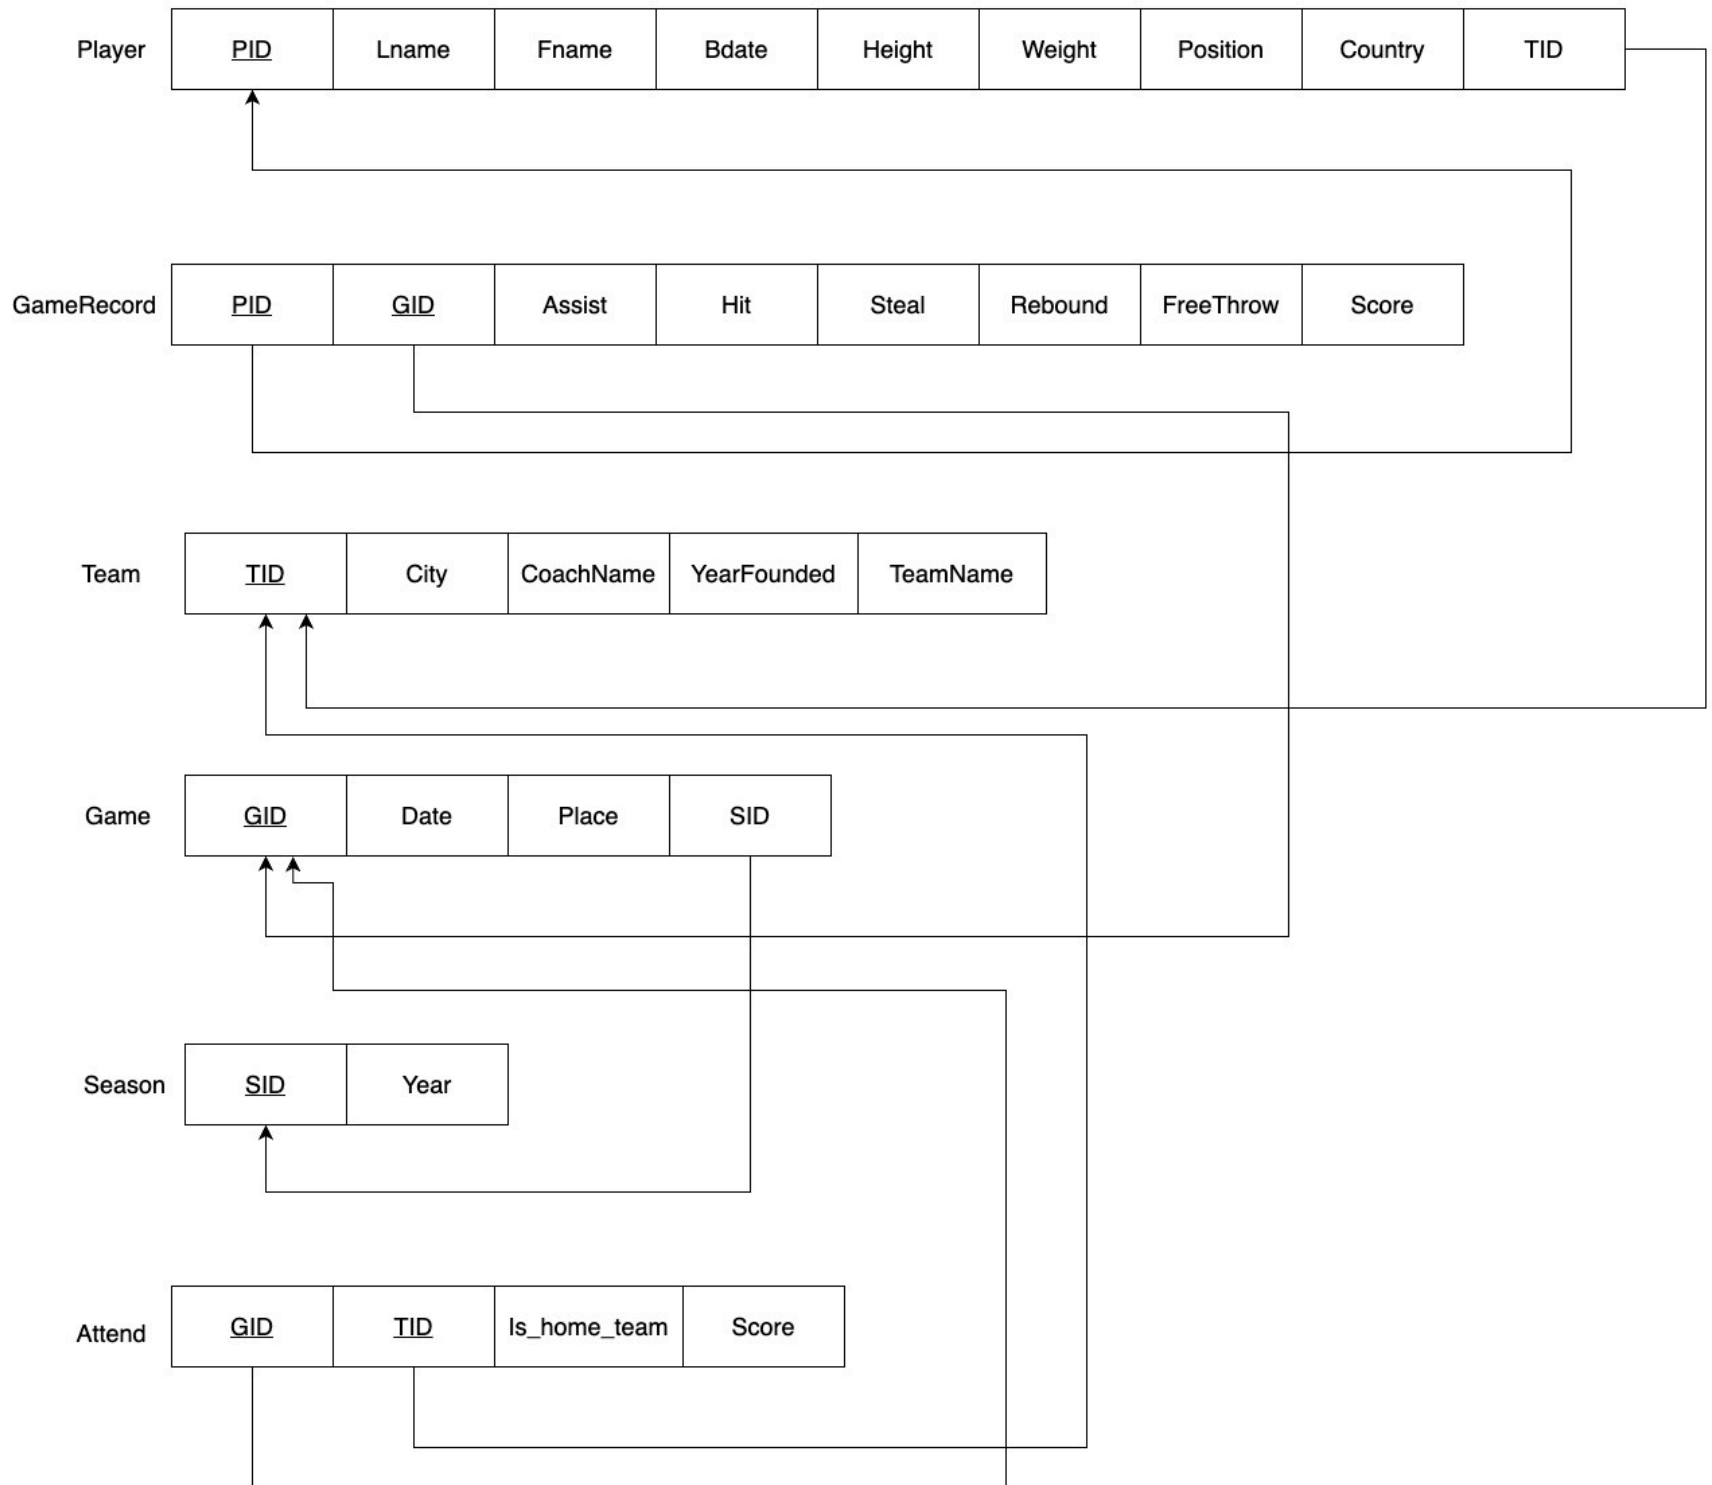 Player PID Lname Fname Bdate Height Weight Position Country TID
GameRecord PID GID Assist Hit Steal Rebound FreeThrow Score
Team TID City CoachName YearFounded TeamName
Game GID Date Place SID
Season SID Year
Attend GID TID Is_home_team Score